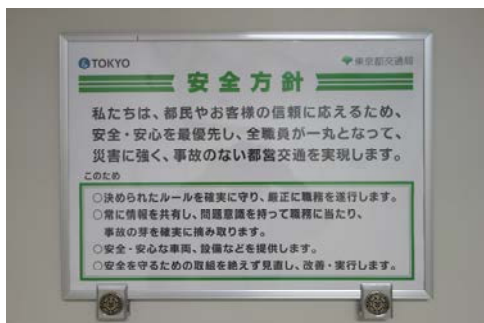 TOKYO
東京都交通局
安全方針
私たちは、都民やお客様の信頼に応えるため、
安全・安心を最優先し、全職員が一丸となって、
災害に強く、事故のない都営交通を実現します。
このため
○決められたルールを確実に守り、厳正に職務を遂行します。
○常に情報を共有し、問題意識を持って職務に当たり、
事故の芽を確実に摘み取ります。
○安全・安心な車両、設備などを提供します。
○安全を守るための取組を絶えず見直し、改善・実行します。